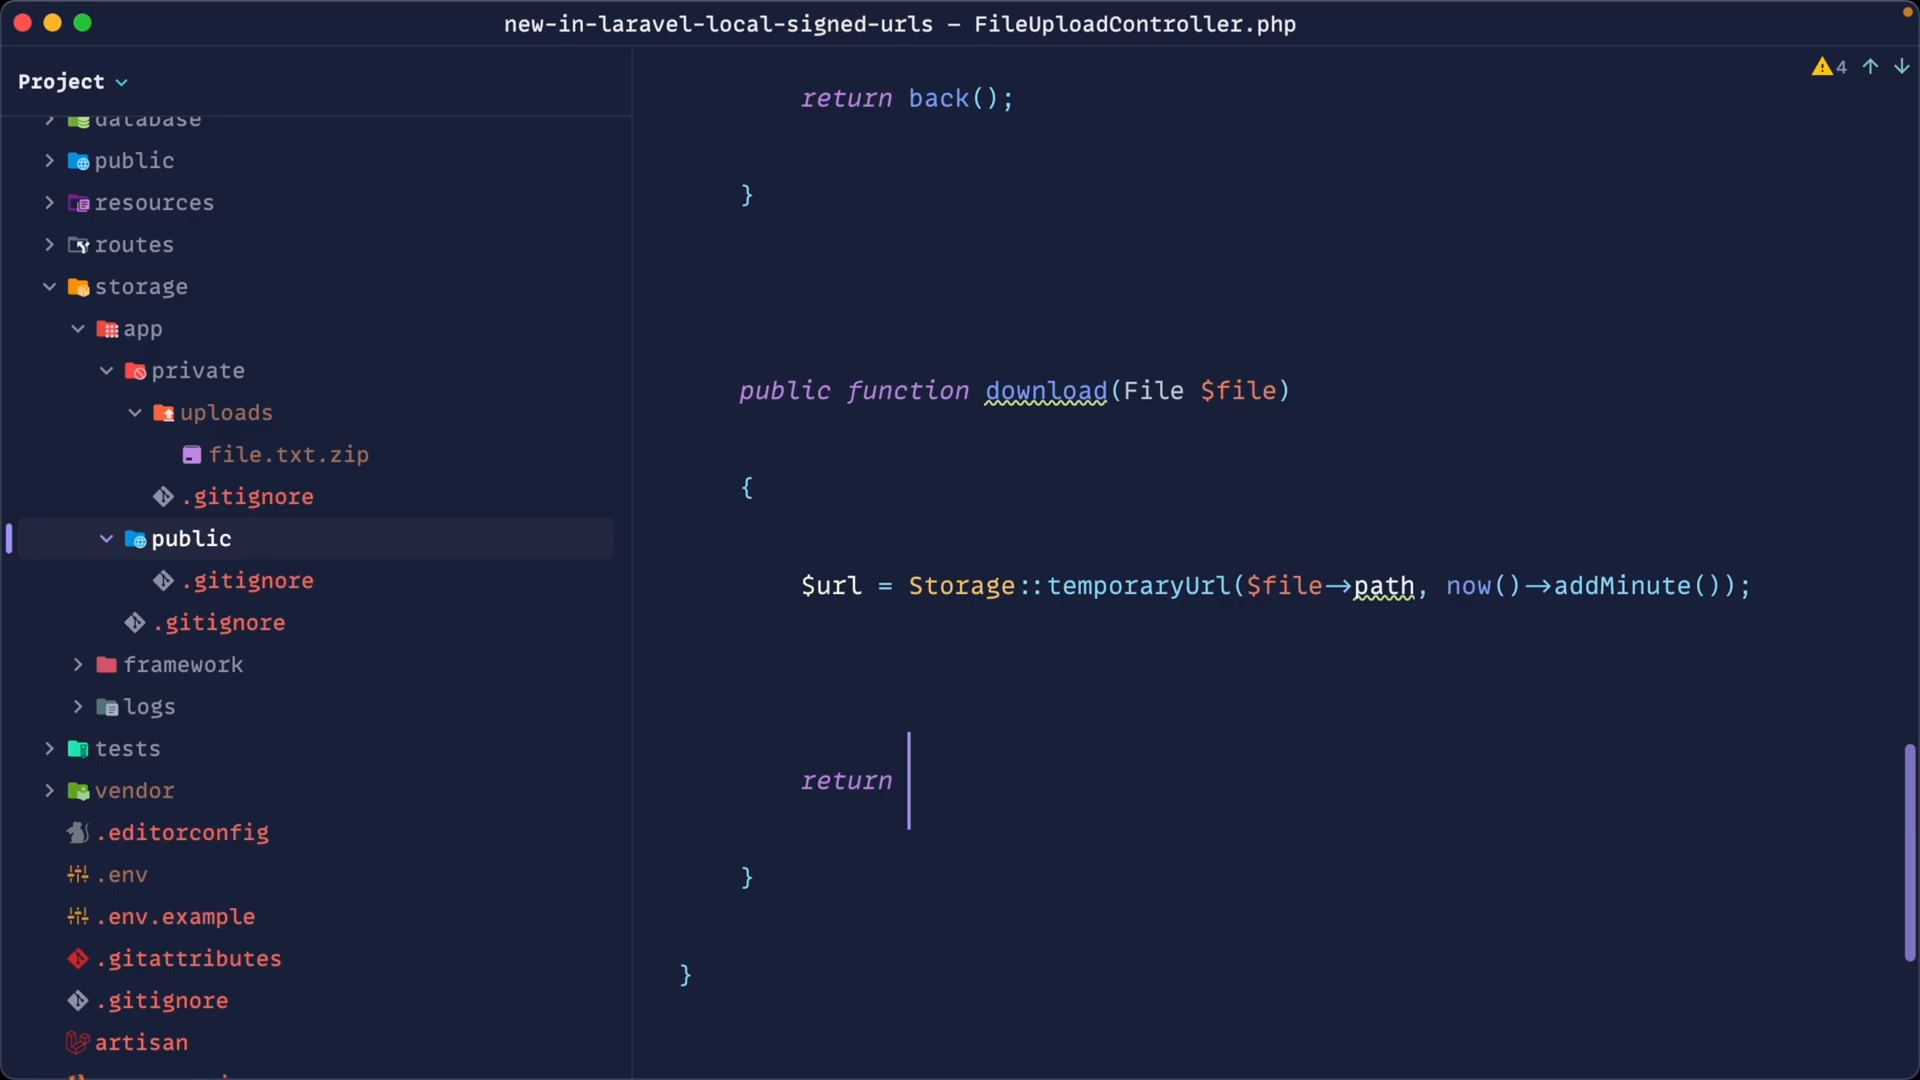 new-in-laravel-local-signed-urls – FileUploadController.php
Project
database
public
resources
routes
storage
app
private
uploads
file.txt.zip
.gitignore
public
.gitignore
.gitignore
framework
logs
tests
vendor
.editorconfig
.env
.env.example
.gitattributes
.gitignore
artisan
4
return back();
}
public function download(File $file)
{
$url = Storage::temporaryUrl($file->path, now()->addMinute());
return
}
}